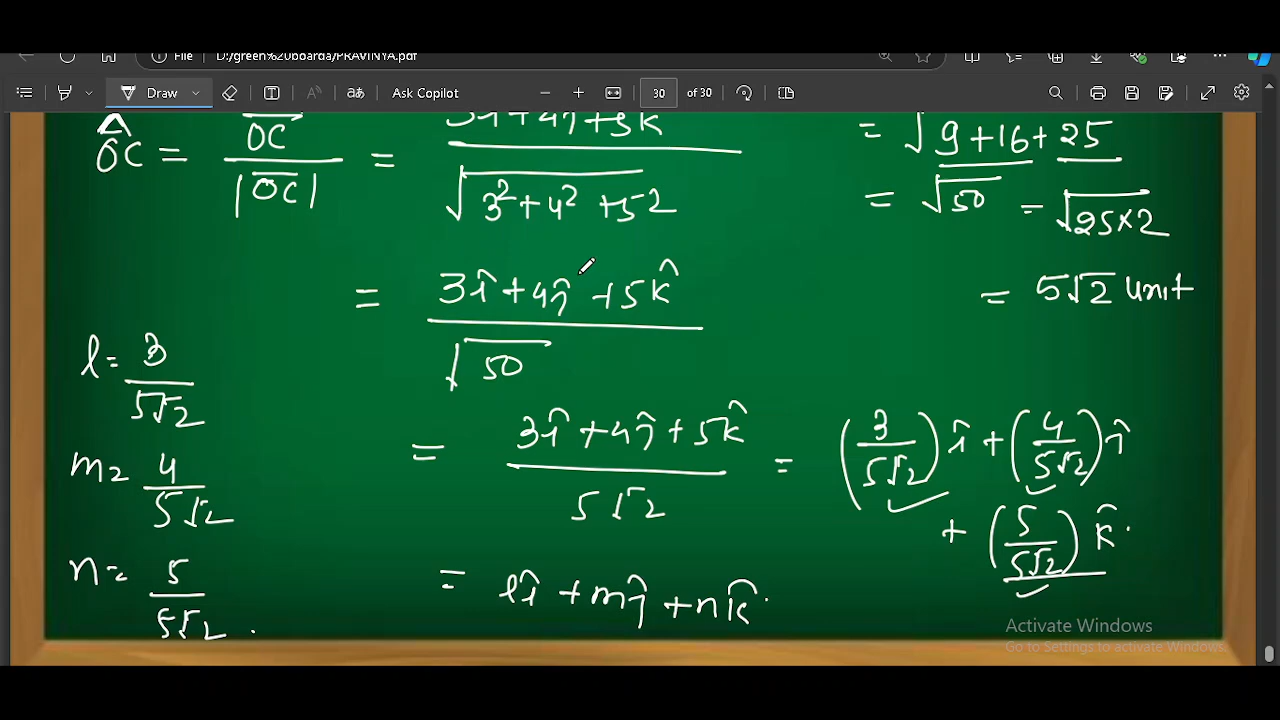 File D:/green%20boarda/PRAVINYA.pdf
Draw Ask Copilot 30 of 30
ÔC = OC / |OC| = 3i + 4j + 5k / √3² + 4² + 52
= √9 + 16 + 25
= √50 = √25×2
= 3î + 4ĵ + 5k̂ / √50
= 5√2 Unit
l = 3 / 5√2
= 3î + 4ĵ + 5k̂ / 5√2 = (3 / 5√2) î + (4 / 5√2) ĵ
+ (5 / 5√2) k̂.
m = 4 / 5√2
n = 5 / 5√2.
= lî + mĵ + nk̂.
Activate Windows
Go to Settings to activate Windows.